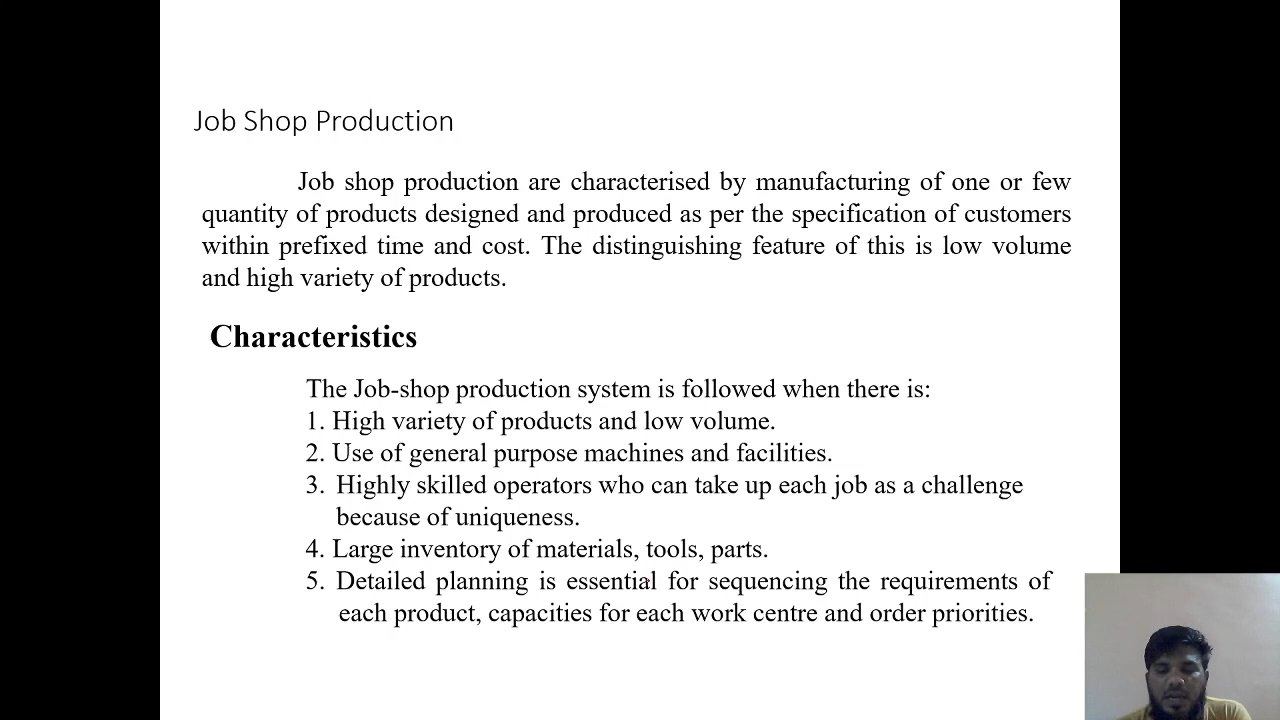 Job Shop Production
Job shop production are characterised by manufacturing of one or few
quantity of products designed and produced as per the specification of customers
within prefixed time and cost. The distinguishing feature of this is low volume
and high variety of products.
Characteristics
The Job-shop production system is followed when there is:
1. High variety of products and low volume.
2. Use of general purpose machines and facilities.
3. Highly skilled operators who can take up each job as a challenge
because of uniqueness.
4. Large inventory of materials, tools, parts.
5. Detailed planning is essential for sequencing the requirements of
each product, capacities for each work centre and order priorities.